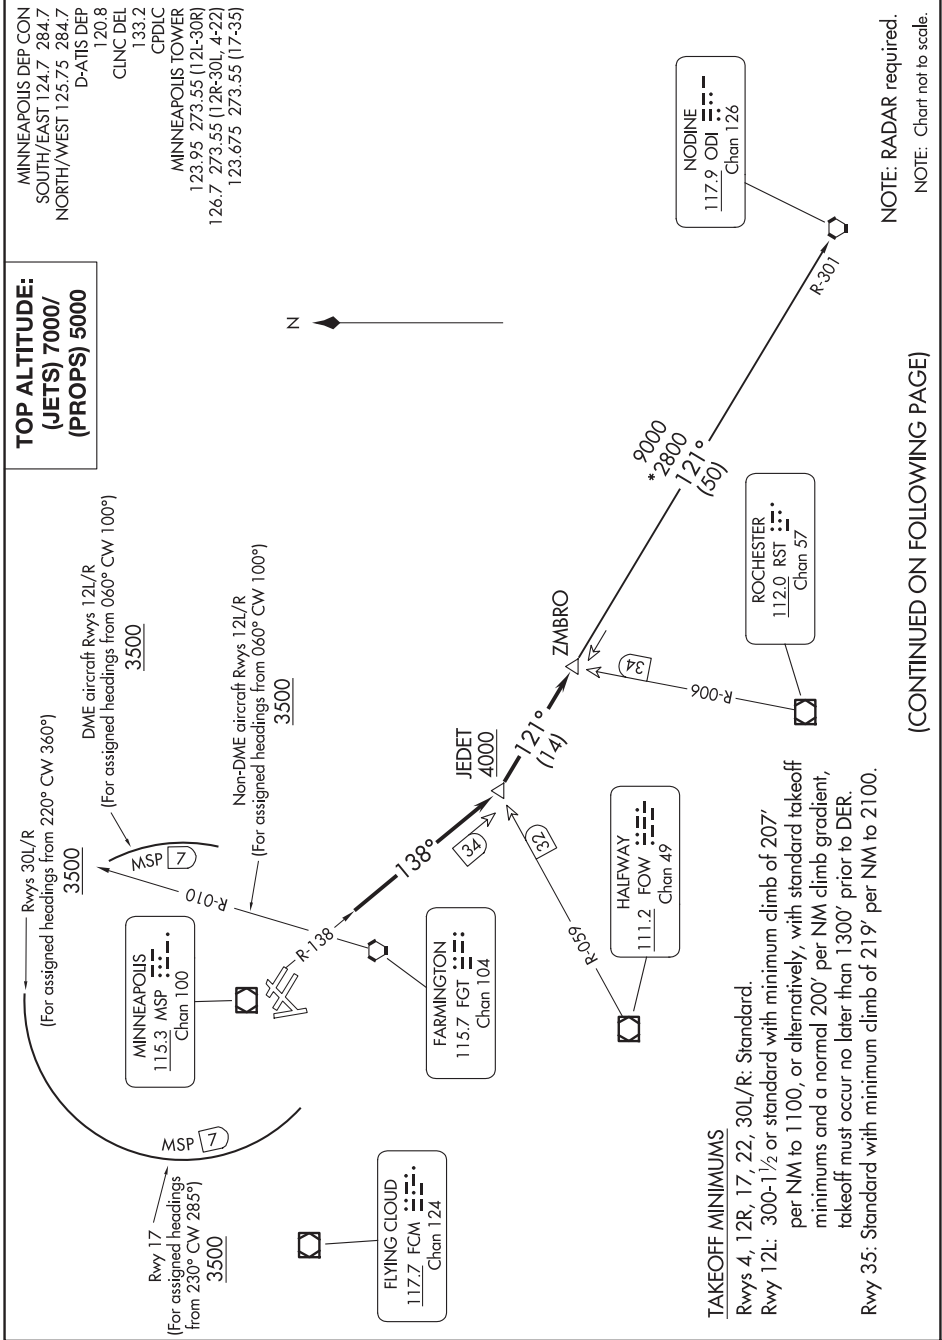 MINNEAPOLIS DEP CON
SOUTH/EAST 124.7 284.7
NORTH/WEST 125.75 284.7
D-ATIS DEP
120.8
CLNC DEL
133.2
CPDLC
MINNEAPOLIS TOWER
123.95 273.55 (12L-30R)
126.7 273.55 (12R-30L, 4-22)
123.675 273.55 (17-35)
TOP ALTITUDE:
(JETS) 7000/
(PROPS) 5000
Rwys 30L/R
(For assigned headings from 220° CW 360°)
3500
DME aircraft Rwys 12L/R
(For assigned headings from 060° CW 100°)
3500
Non-DME aircraft Rwys 12L/R
(For assigned headings from 060° CW 100°)
3500
Rwy 17
(For assigned headings
from 230° CW 285°)
3500
MSP 7
MSP 7
R-010
N
MINNEAPOLIS
115.3 MSP
Chan 100
R-138
138°
34
FARMINGTON
115.7 FGT
Chan 104
FLYING CLOUD
117.7 FCM
Chan 124
JEDET
4000
121°
(14)
32
R-059
HALFWAY
111.2 FOW
Chan 49
ZMBRO
34
R-006
ROCHESTER
112.0 RST
Chan 57
9000
*2800
121°
(50)
R-301
NODINE
117.9 ODI
Chan 126
TAKEOFF MINIMUMS
Rwys 4, 12R, 17, 22, 30L/R: Standard.
Rwy 12L: 300-1½ or standard with minimum climb of 207'
per NM to 1100, or alternatively, with standard takeoff
minimums and a normal 200' per NM climb gradient,
takeoff must occur no later than 1300' prior to DER.
Rwy 35: Standard with minimum climb of 219' per NM to 2100.
NOTE: RADAR required.
NOTE: Chart not to scale.
(CONTINUED ON FOLLOWING PAGE)